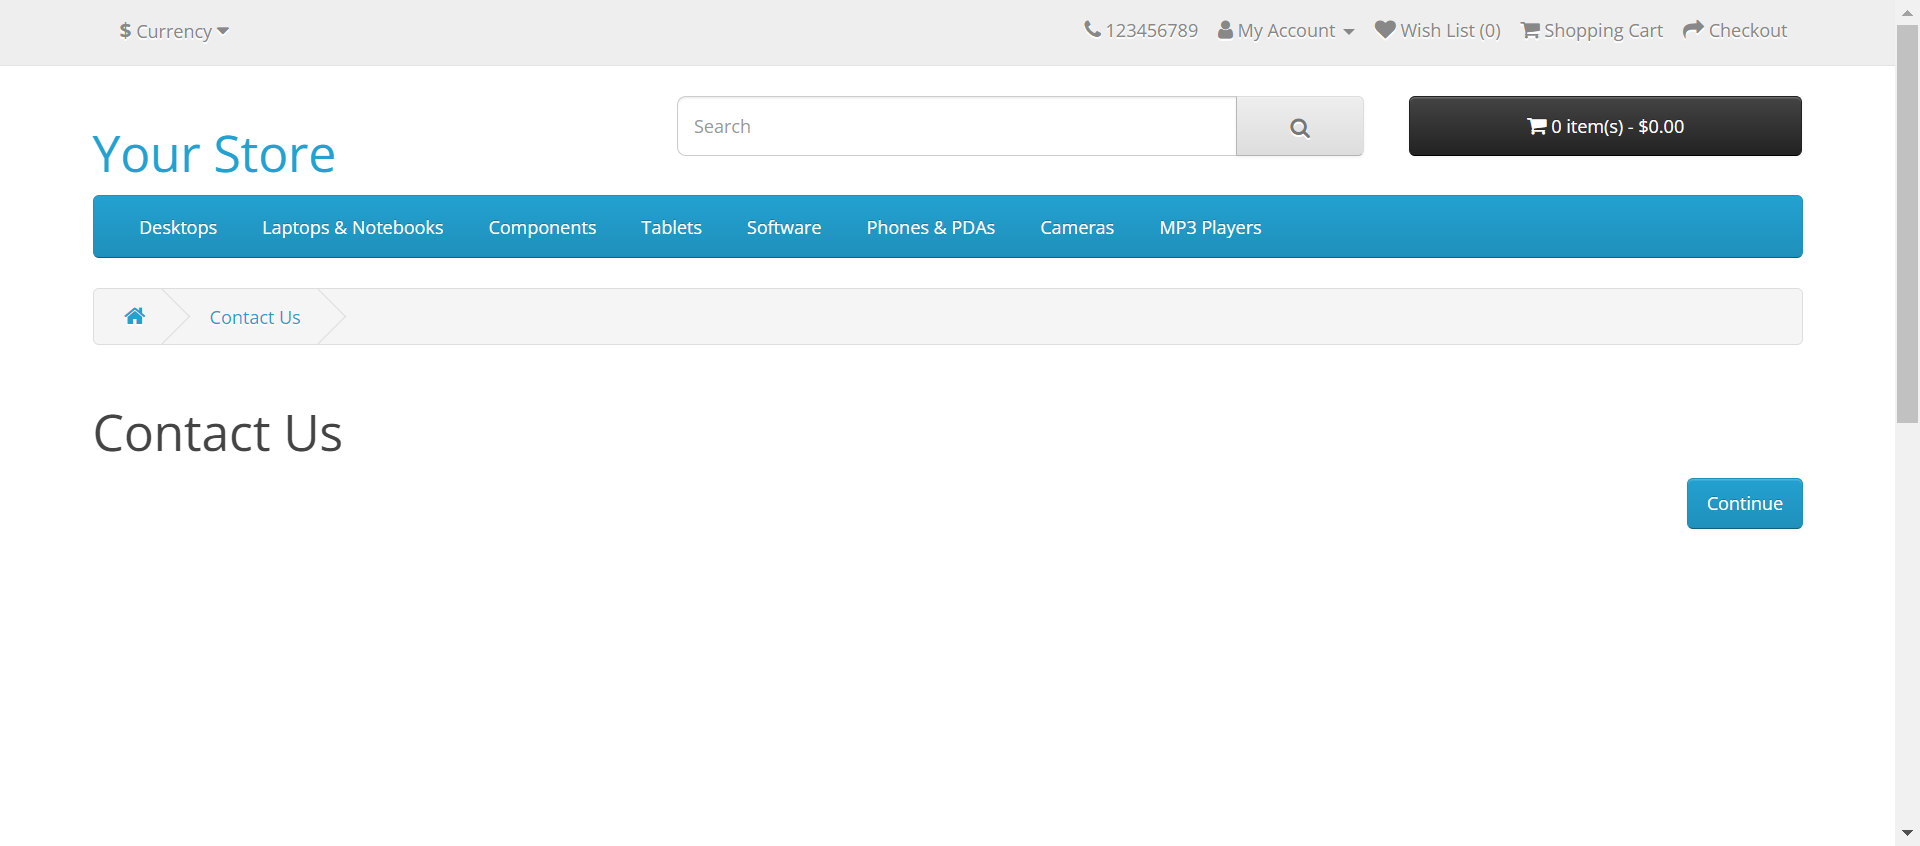 $ Currency
123456789 My Account Wish List (0) Shopping Cart Checkout
Your Store
Search
0 item(s) - $0.00
Desktops Laptops & Notebooks Components Tablets Software Phones & PDAs Cameras MP3 Players
Contact Us
Contact Us
Continue